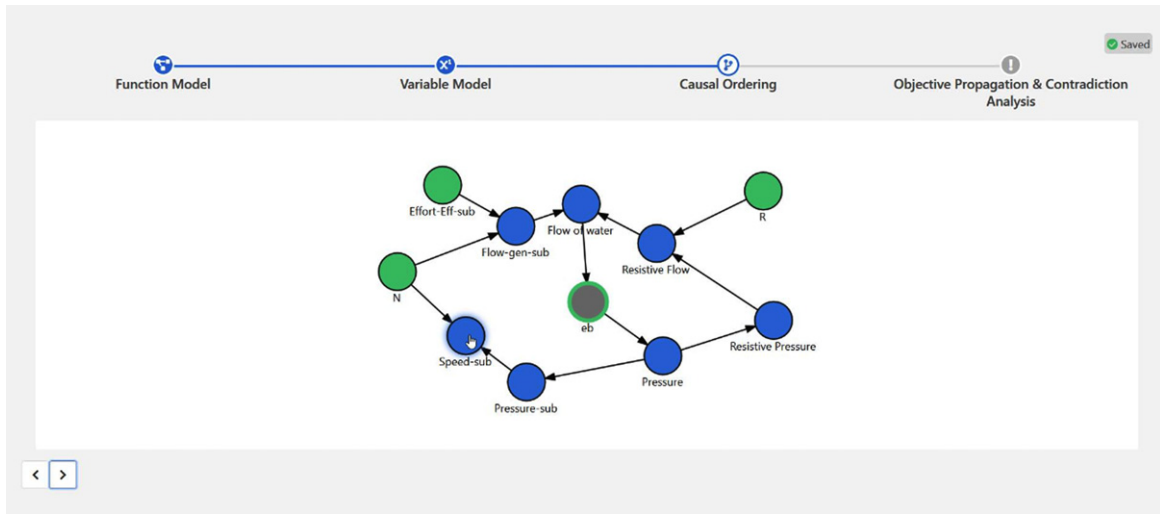 Saved
Function Model
Variable Model
Causal Ordering
Objective Propagation & Contradiction
Analysis
Effort-Eff-sub
R
Flow of water
Flow-gen-sub
Resistive Flow
N
eb
Resistive Pressure
Speed-sub
Pressure
Pressure-sub